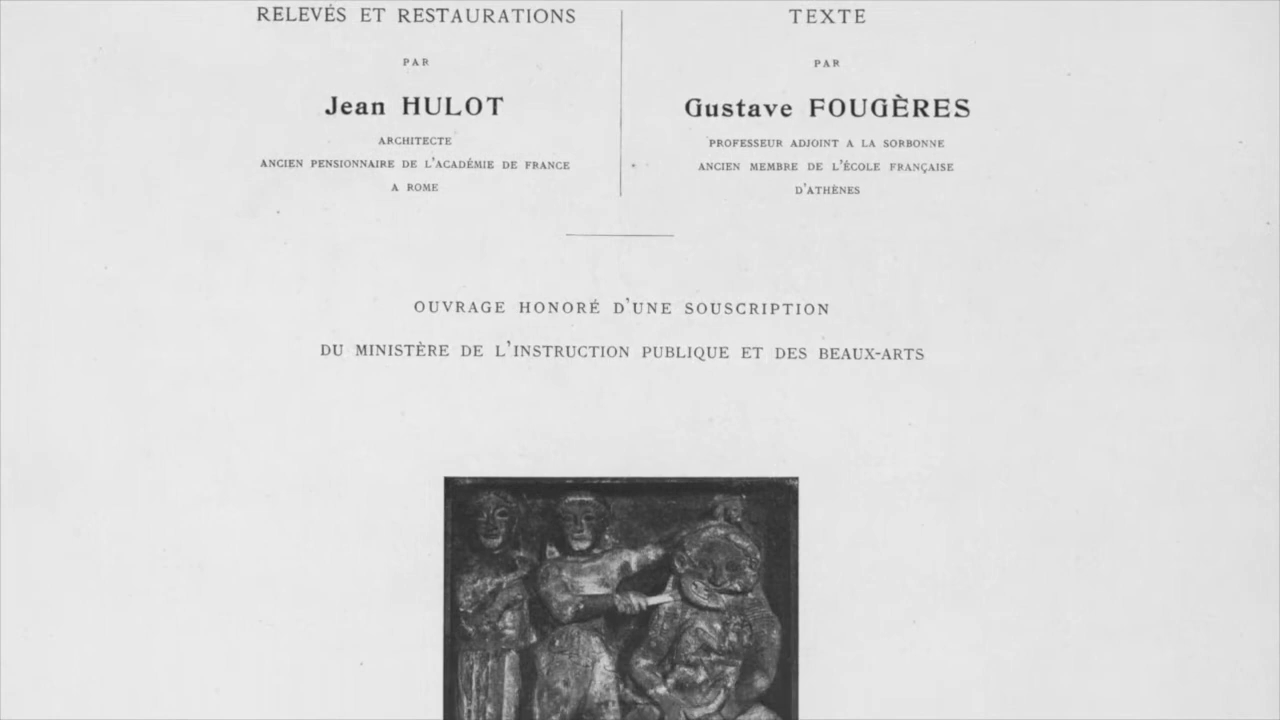 RELEVÉS ET RESTAURATIONS
PAR
Jean HULOT
ARCHITECTE
ANCIEN PENSIONNAIRE DE L'ACADÉMIE DE FRANCE
A ROME
TEXTE
PAR
Gustave FOUGÈRES
PROFESSEUR ADJOINT A LA SORBONNE
ANCIEN MEMBRE DE L'ÉCOLE FRANÇAISE
D'ATHÈNES
OUVRAGE HONORÉ D'UNE SOUSCRIPTION
DU MINISTÈRE DE L'INSTRUCTION PUBLIQUE ET DES BEAUX-ARTS